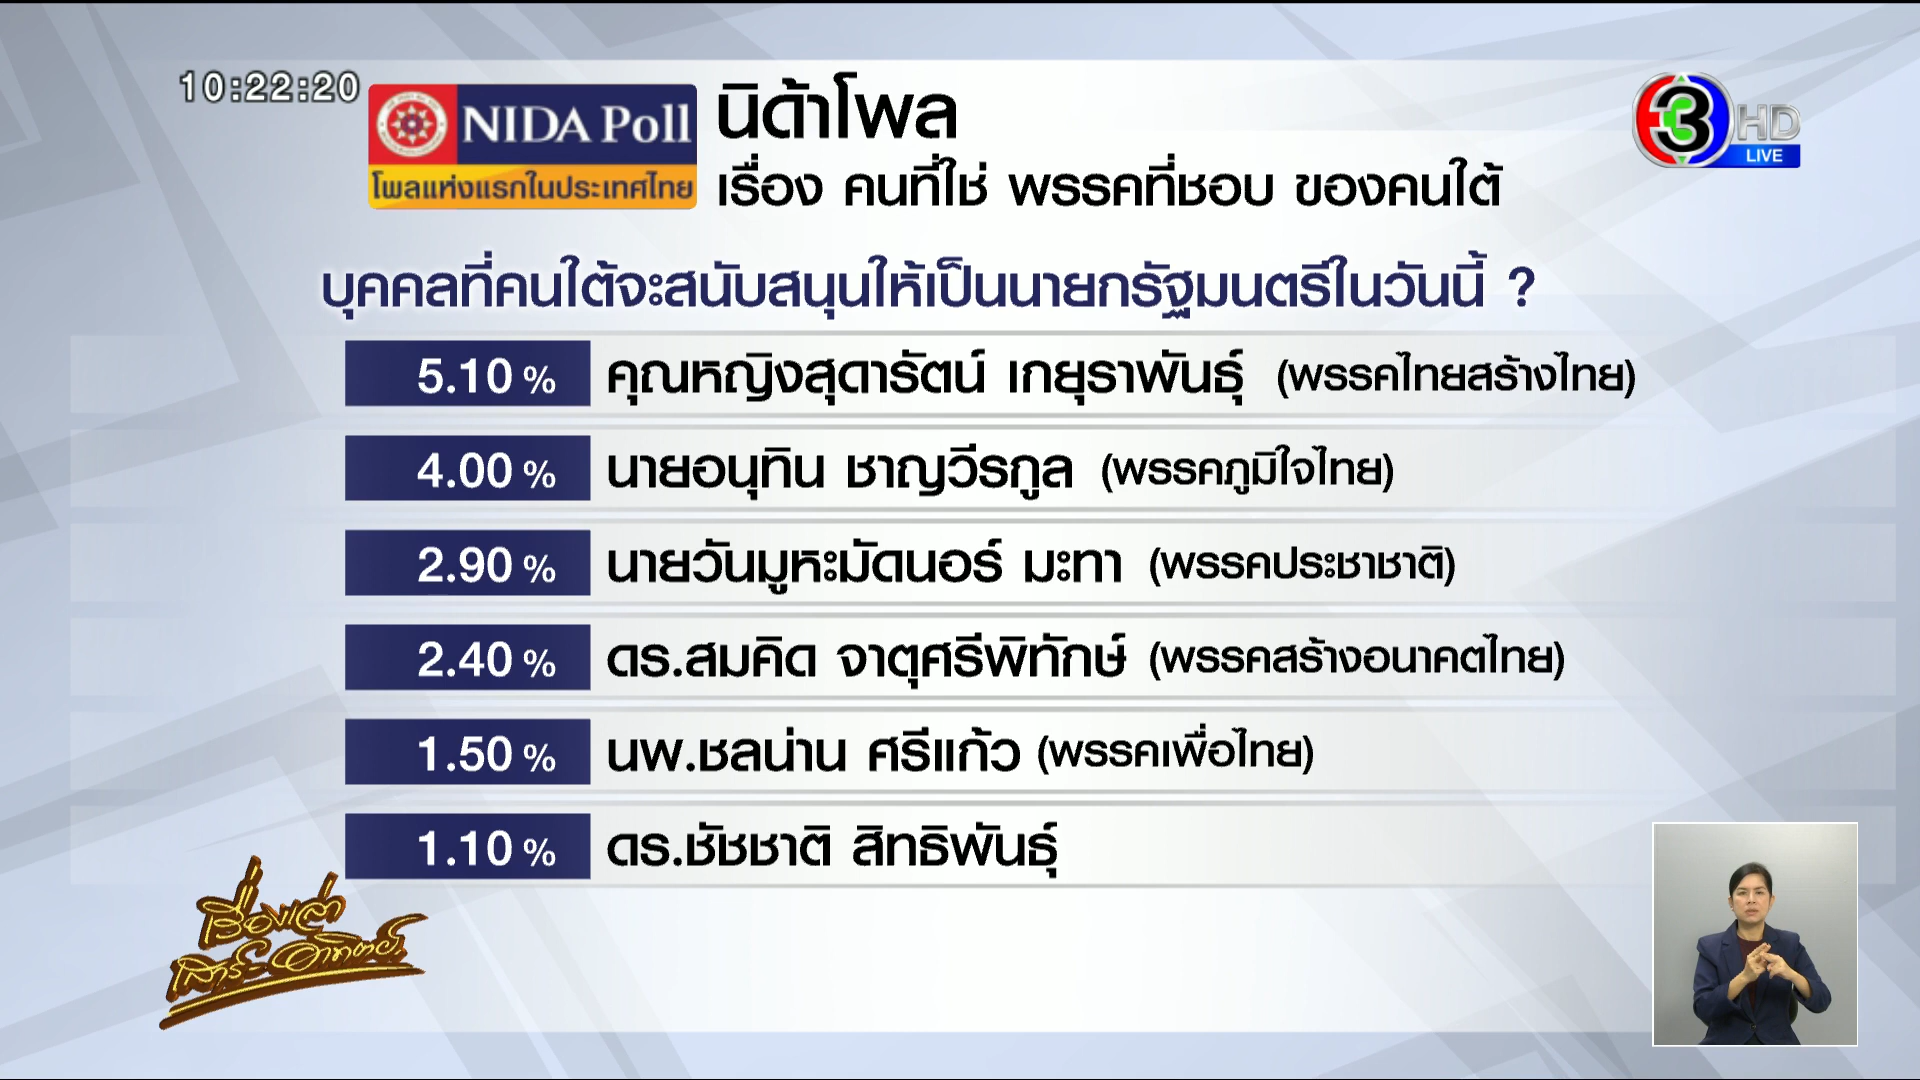 10:22:20
NIDA Poll
โพลแห่งแรกในประเทศไทย
นิด้าโพล
เรื่อง คนที่ใช่ พรรคที่ชอบ ของคนใต้
3 HD
LIVE
บุคคลที่คนใต้จะสนับสนุนให้เป็นนายกรัฐมนตรีในวันนี้ ?
5.10 % คุณหญิงสุดารัตน์ เกยุราพันธุ์ (พรรคไทยสร้างไทย)
4.00 % นายอนุทิน ชาญวีรกูล (พรรคภูมิใจไทย)
2.90 % นายวันมูหะมัดนอร์ มะทา (พรรคประชาชาติ)
2.40 % ดร.สมคิด จาตุศรีพิทักษ์ (พรรคสร้างอนาคตไทย)
1.50 % นพ.ชลน่าน ศรีแก้ว (พรรคเพื่อไทย)
1.10 % ดร.ชัชชาติ สิทธิพันธุ์
เรื่องเล่า
เสาร์-อาทิตย์